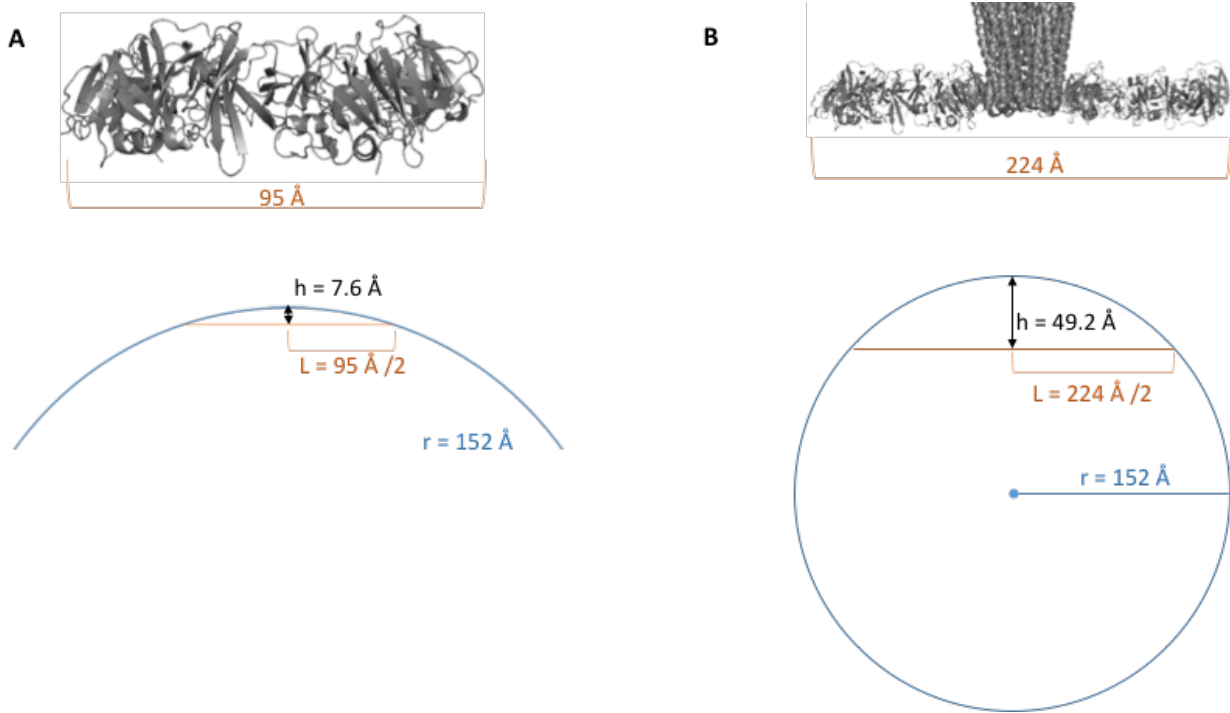 A
95 Å
h = 7.6 Å
L = 95 Å /2
r = 152 Å
B
224 Å
h = 49.2 Å
L = 224 Å /2
r = 152 Å